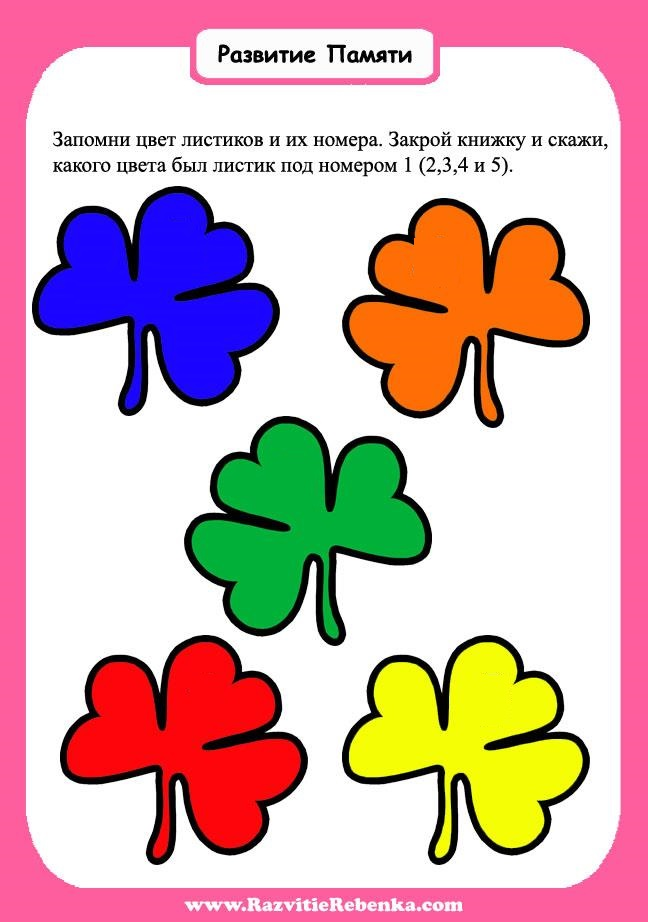 Развитие Памяти
Запомни цвет листиков и их номера. Закрой книжку и скажи,
какого цвета был листик под номером 1 (2,3,4 и 5).
www.RazvitieRebenka.com